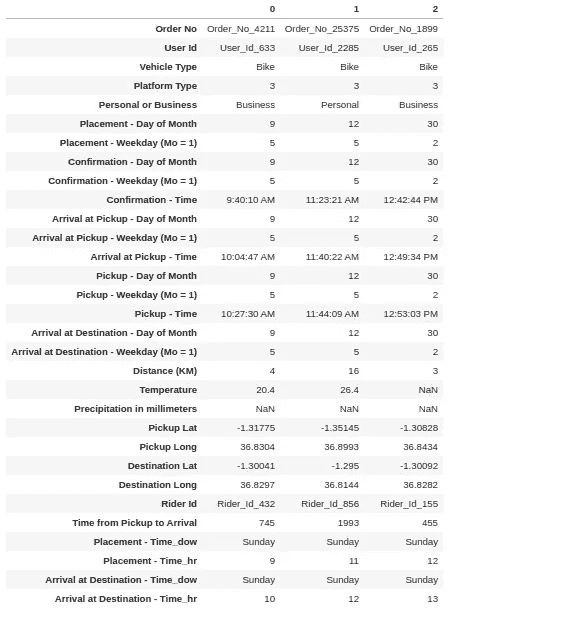 0 1 2
Order No Order_No_4211 Order_No_25375 Order_No_1899
User Id User_Id_633 User_Id_2285 User_Id_265
Vehicle Type Bike Bike Bike
Platform Type 3 3 3
Personal or Business Business Personal Business
Placement - Day of Month 9 12 30
Placement - Weekday (Mo = 1) 5 5 2
Confirmation - Day of Month 9 12 30
Confirmation - Weekday (Mo = 1) 5 5 2
Confirmation - Time 9:40:10 AM 11:23:21 AM 12:42:44 PM
Arrival at Pickup - Day of Month 9 12 30
Arrival at Pickup - Weekday (Mo = 1) 5 5 2
Arrival at Pickup - Time 10:04:47 AM 11:40:22 AM 12:49:34 PM
Pickup - Day of Month 9 12 30
Pickup - Weekday (Mo = 1) 5 5 2
Pickup - Time 10:27:30 AM 11:44:09 AM 12:53:03 PM
Arrival at Destination - Day of Month 9 12 30
Arrival at Destination - Weekday (Mo = 1) 5 5 2
Distance (KM) 4 16 3
Temperature 20.4 26.4 NaN
Precipitation in millimeters NaN NaN NaN
Pickup Lat -1.31775 -1.35145 -1.30828
Pickup Long 36.8304 36.8993 36.8434
Destination Lat -1.30041 -1.295 -1.30092
Destination Long 36.8297 36.8144 36.8282
Rider Id Rider_Id_432 Rider_Id_856 Rider_Id_155
Time from Pickup to Arrival 745 1993 455
Placement - Time_dow Sunday Sunday Sunday
Placement - Time_hr 9 11 12
Arrival at Destination - Time_dow Sunday Sunday Sunday
Arrival at Destination - Time_hr 10 12 13